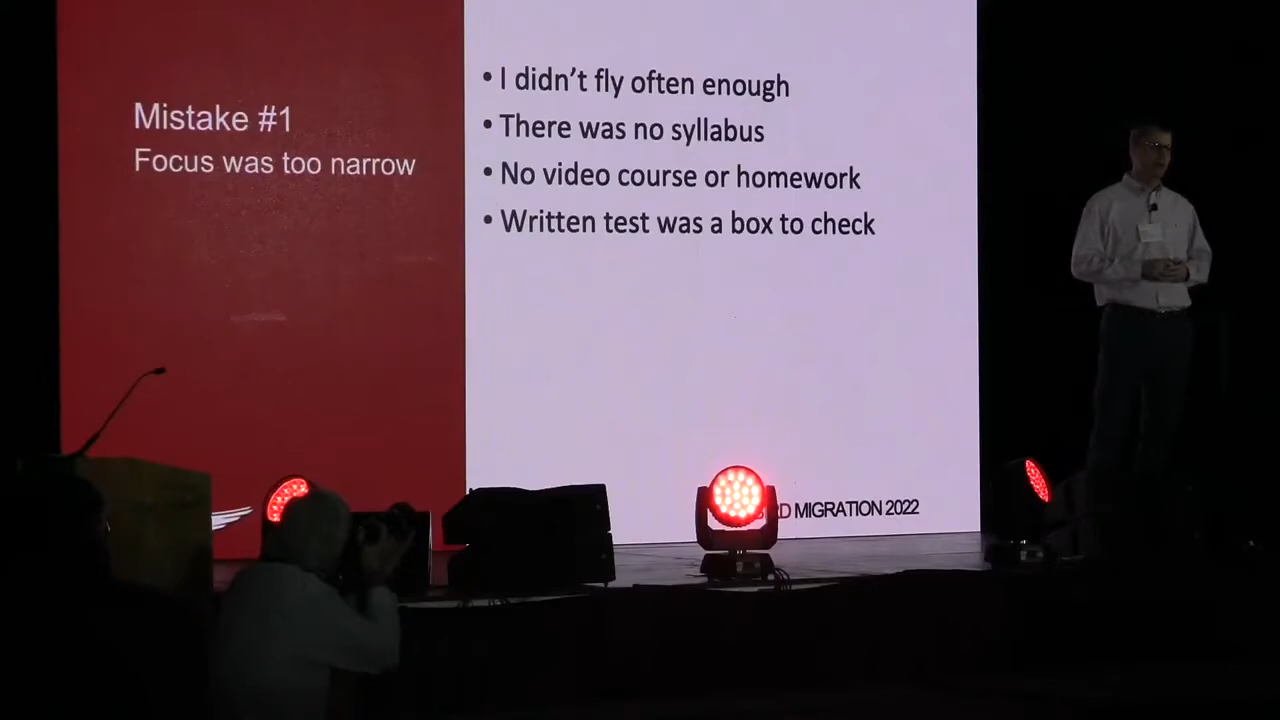 Mistake #1
Focus was too narrow
• I didn't fly often enough
• There was no syllabus
• No video course or homework
• Written test was a box to check
MIGRATION 2022